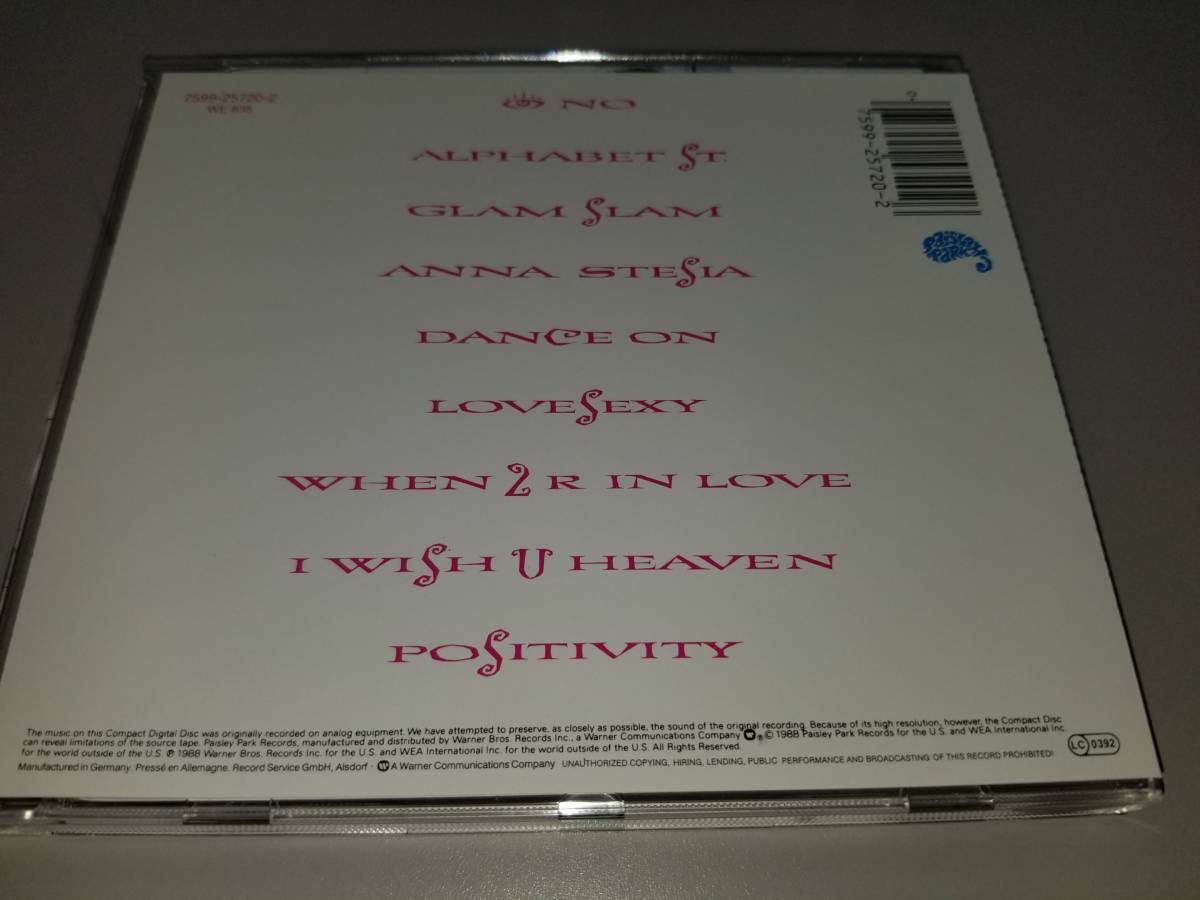 7599-25720-2
WE 835
NO
ALPHABET ST.
GLAM SLAM
ANNA STESIA
DANCE ON
LOVESEXY
WHEN 2 R IN LOVE
I WISH U HEAVEN
POSITIVITY
7599-25720-2
PAISLEY
PARK
The music on this Compact Digital Disc was originally recorded on analog equipment. We have attempted to preserve, as closely as possible, the sound of the original recording. Because of its high resolution, however, the Compact Disc
can reveal limitations of the source tape. Paisley Park Records, manufactured and distributed by Warner Bros. Records Inc., a Warner Communications Company ®, © 1988 Paisley Park Records for the U.S. and WEA International Inc.
for the world outside of the U.S. ℗ 1988 Warner Bros. Records Inc. for the U.S. and WEA International Inc. for the world outside of the U.S. All Rights Reserved.
LC 0392
Manufactured in Germany. Pressé en Allemagne. Record Service GmbH, Alsdorf · A Warner Communications Company UNAUTHORIZED COPYING, HIRING, LENDING, PUBLIC PERFORMANCE AND BROADCASTING OF THIS RECORD PROHIBITED!